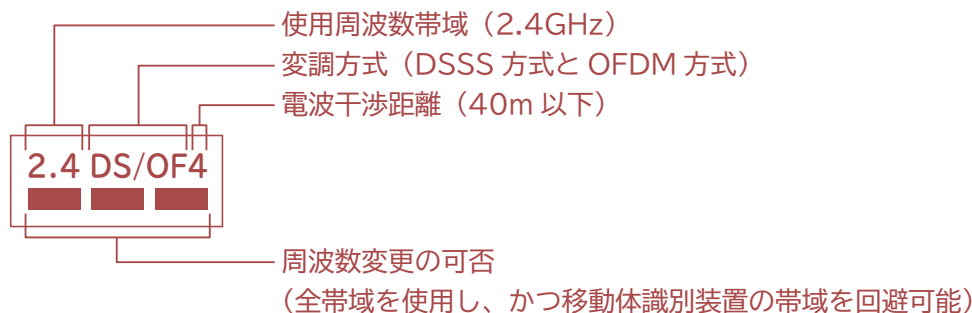 使用周波数帯域（2.4GHz）
変調方式（DSSS 方式と OFDM 方式）
電波干渉距離（40m 以下）
2.4 DS/OF4
周波数変更の可否
（全帯域を使用し、かつ移動体識別装置の帯域を回避可能）